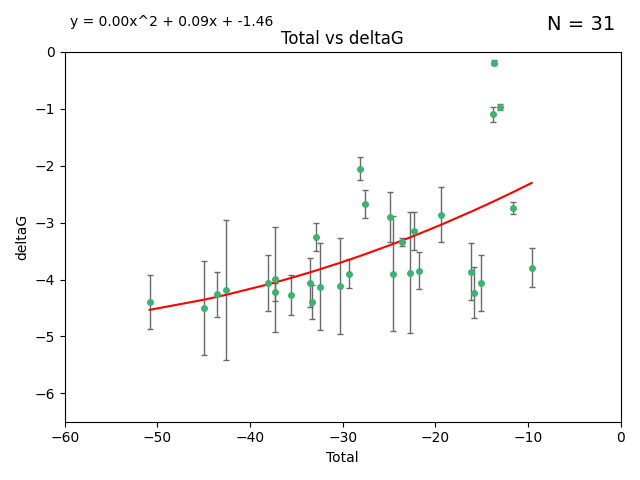 y = 0.00x^2 + 0.09x + -1.46
N = 31
Total vs deltaG
deltaG
0
−1
−2
−3
−4
−5
−6
−60 −50 −40 −30 −20 −10 0
Total